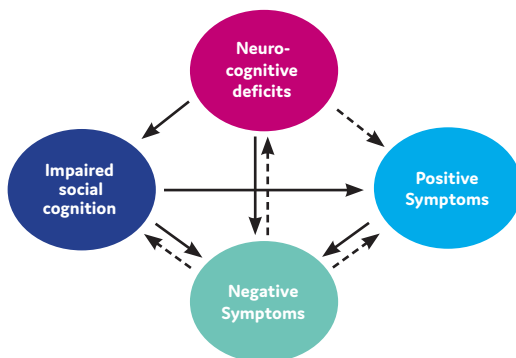 Neuro-
cognitive
deficits
Impaired
social
cognition
Positive
Symptoms
Negative
Symptoms